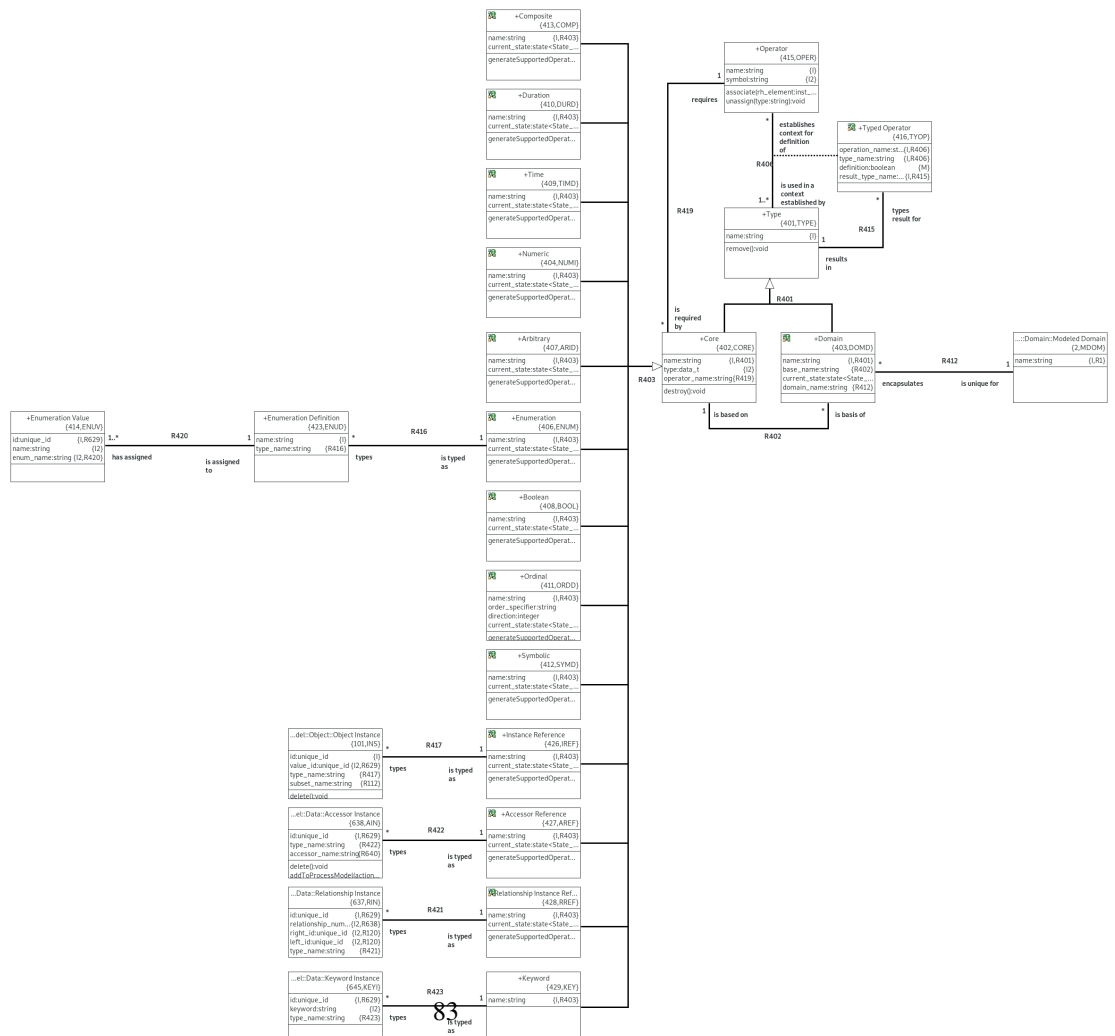 +Composite
{413,COMP}
name:string {I,R403}
current_state:state<State_...
generateSupportedOperat...
+Duration
{410,DURD}
name:string {I,R403}
current_state:state<State_...
generateSupportedOperat...
+Time
{409,TIMD}
name:string {I,R403}
current_state:state<State_...
generateSupportedOperat...
+Numeric
{404,NUMI}
name:string {I,R403}
current_state:state<State_...
generateSupportedOperat...
+Arbitrary
{407,ARID}
name:string {I,R403}
current_state:state<State_...
generateSupportedOperat...
+Enumeration
{406,ENUM}
name:string {I,R403}
current_state:state<State_...
generateSupportedOperat...
+Boolean
{408,BOOL}
name:string {I,R403}
current_state:state<State_...
generateSupportedOperat...
+Ordinal
{411,ORDD}
name:string {I,R403}
order_specifier:string
direction:integer
current_state:state<State_...
generateSupportedOperat...
+Symbolic
{412,SYMD}
name:string {I,R403}
current_state:state<State_...
generateSupportedOperat...
+Instance Reference
{426,IREF}
name:string {I,R403}
current_state:state<State_...
generateSupportedOperat...
+Accessor Reference
{427,AREF}
name:string {I,R403}
current_state:state<State_...
generateSupportedOperat...
Relationship Instance Ref...
{428,RREF}
name:string {I,R403}
current_state:state<State_...
generateSupportedOperat...
+Keyword
{429,KEY}
name:string {I,R403}
+Operator
{415,OPER}
name:string {I}
symbol:string {I2}
associate(rh_element:inst_...
unassign(type:string):void
1
requires
*
establishes
context for
definition
of
R406
is used in a
context
established by
1..*
+Typed Operator
{416,TYOP}
operation_name:st...{I,R406}
type_name:string {I,R406}
definition:boolean {M}
result_type_name:...{I,R415}
*
types
result for
R415
1
results
in
R419
+Type
{401,TYPE}
name:string {I}
remove():void
R401
is
required
by
*
R403
+Core
{402,CORE}
name:string {I,R401}
type:data_t {I2}
operator_name:string{R419}
destroy():void
+Domain
{403,DOMD}
name:string {I,R401}
base_name:string {R402}
current_state:state<State_...
domain_name:string {R412}
1
is based on
*
is basis of
R402
*
R412
1
encapsulates
is unique for
...::Domain::Modeled Domain
{2,MDOM}
name:string {I,R1}
+Enumeration Value
{414,ENUV}
id:unique_id {I,R629}
name:string {I2}
enum_name:string {I2,R420}
1..*
R420
1
has assigned
is assigned
to
+Enumeration Definition
{423,ENUD}
name:string {I}
type_name:string {R416}
*
R416
1
types
is typed
as
...del::Object::Object Instance
{101,INS}
id:unique_id {I}
value_id:unique_id {I2,R629}
type_name:string {R417}
subset_name:string {R112}
delete():void
*
R417
1
types
is typed
as
...el::Data::Accessor Instance
{638,AIN}
id:unique_id {I,R629}
type_name:string {R422}
accessor_name:string{R640}
delete():void
addToProcessModel(action...
*
R422
1
types
is typed
as
...Data::Relationship Instance
{637,RIN}
id:unique_id {I,R629}
relationship_num...{I2,R638}
right_id:unique_id {I2,R120}
left_id:unique_id {I2,R120}
type_name:string {R421}
*
R421
1
types
is typed
as
...el::Data::Keyword Instance
{645,KEYI}
id:unique_id {I,R629}
keyword:string {I2}
type_name:string {R423}
*
R423
1
types
is typed
as
83